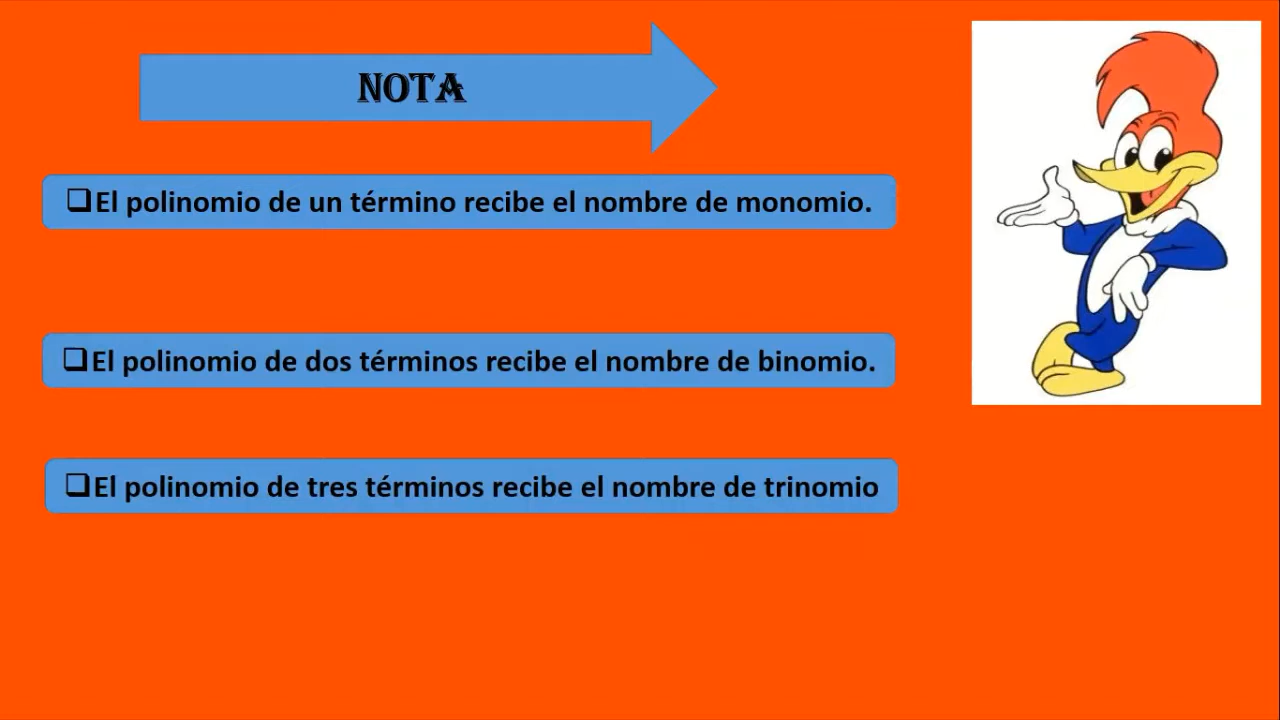 NOTA
❑El polinomio de un término recibe el nombre de monomio.
❑El polinomio de dos términos recibe el nombre de binomio.
❑El polinomio de tres términos recibe el nombre de trinomio